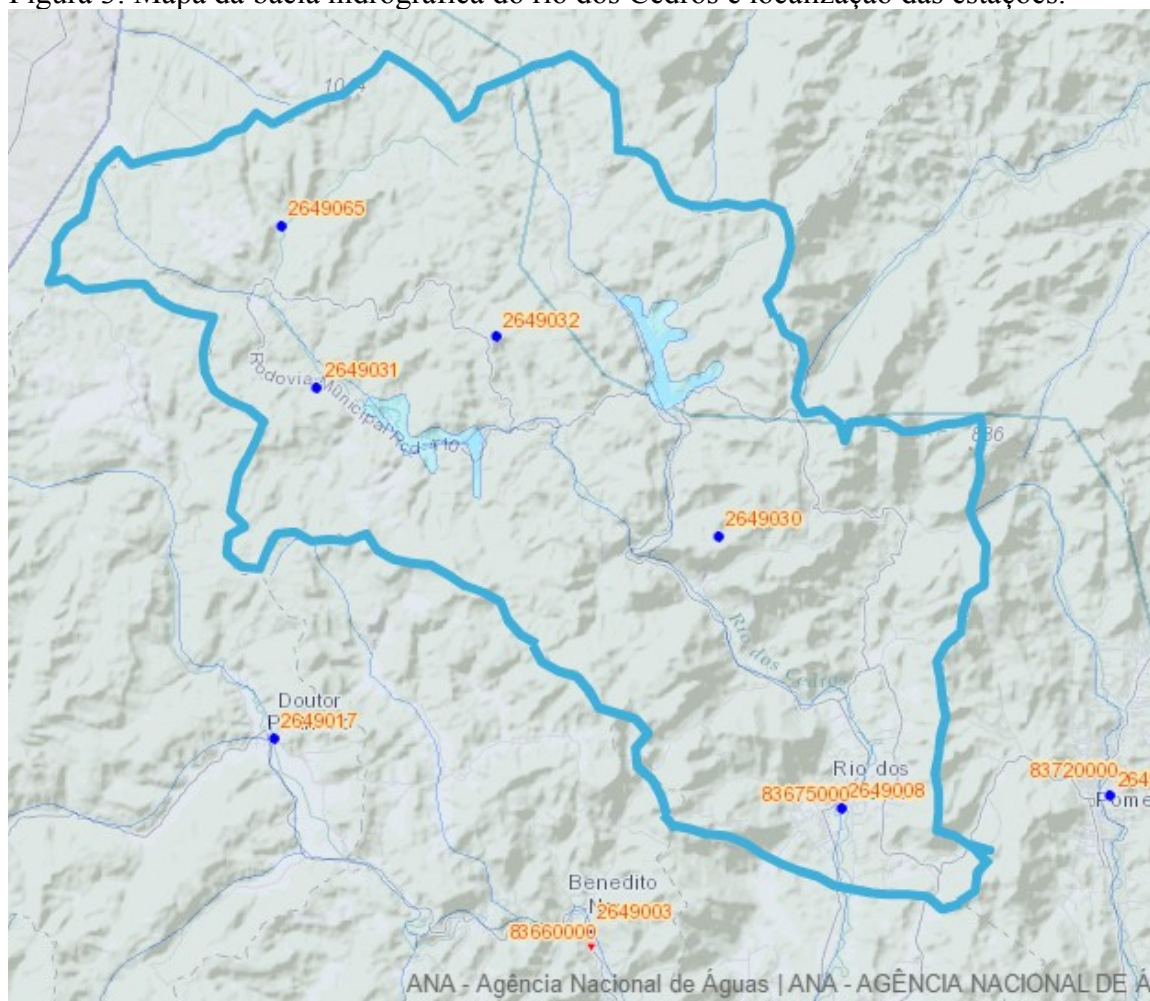 Figura 3. Mapa da bacia hidrográfica do rio dos Cedros e localização das estações.
2649065
2649032
2649031
Rodovia Municipal
886
2649030
Rio dos Cedros
Doutor
2649017
Rio dos
83675000
2649008
83720000
264
Pome
Benedito
2649003
83660000
ANA - Agência Nacional de Águas | ANA - AGÊNCIA NACIONAL DE Á